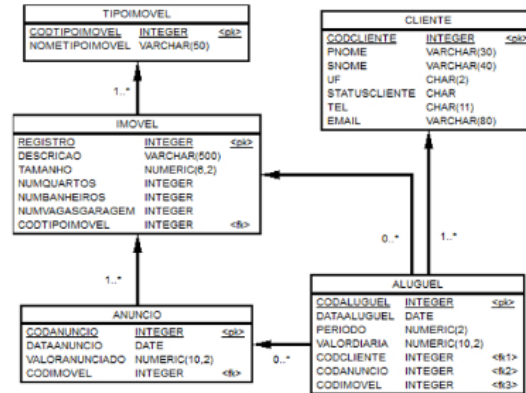 TIPOIMOVEL
CODTIPOIMOVEL INTEGER <pk>
NOMETIPOIMOVEL VARCHAR(50)
1..*
CLIENTE
CODCLIENTE INTEGER <pk>
PNOME VARCHAR(30)
SNOME VARCHAR(40)
UF CHAR(2)
STATUSCLIENTE CHAR
TEL CHAR(11)
EMAIL VARCHAR(80)
IMOVEL
REGISTRO INTEGER <pk>
DESCRICAO VARCHAR(500)
TAMANHO NUMERIC(6,2)
NUMQUARTOS INTEGER
NUMBANHEIROS INTEGER
NUMVAGASGARAGEM INTEGER
CODTIPOIMOVEL INTEGER <fk>
0..*
1..*
1..*
ANUNCIO
CODANUNCIO INTEGER <pk>
DATAANUNCIO DATE
VALORANUNCIADO NUMERIC(10,2)
CODIMOVEL INTEGER <fk>
0..*
ALUGUEL
CODALUGUEL INTEGER <pk>
DATAALUGUEL DATE
PERIODO NUMERIC(2)
VALORDIARIA NUMERIC(10,2)
CODCLIENTE INTEGER <fk1>
CODANUNCIO INTEGER <fk2>
CODIMOVEL INTEGER <fk3>